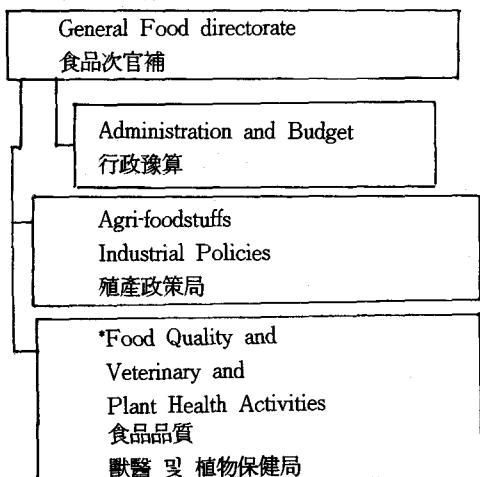 General Food directorate
食品次官補
Administration and Budget
行政豫算
Agri-foodstuffs
Industrial Policies
殖產政策局
*Food Quality and
Veterinary and
Plant Health Activities
食品品質
獸醫 및 植物保健局